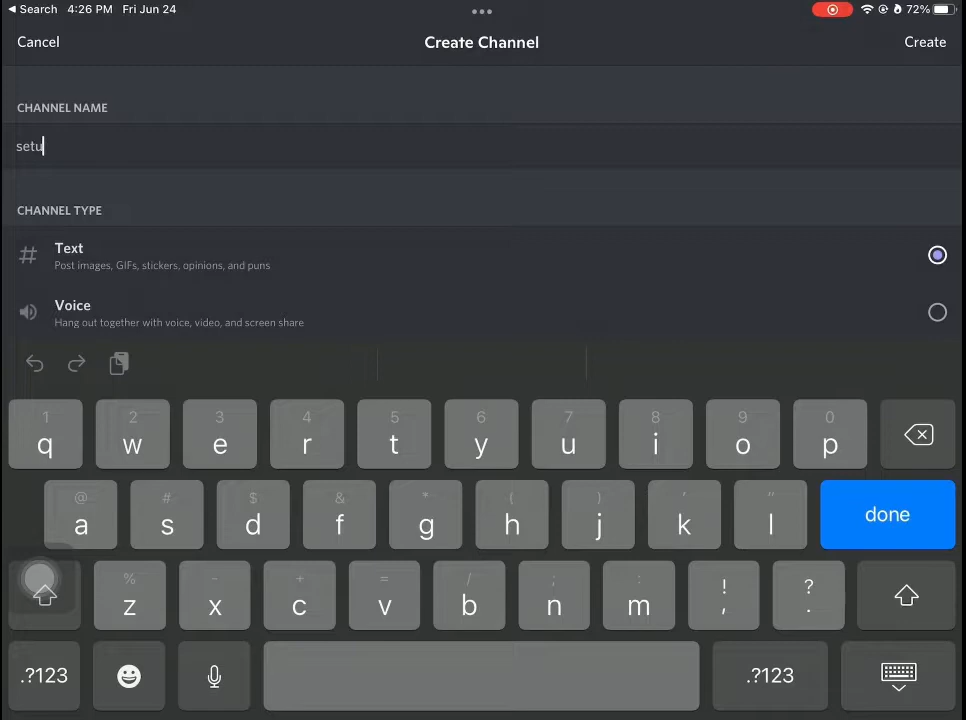 ◀ Search 4:26 PM Fri Jun 24 72%
Cancel Create Channel Create
CHANNEL NAME
setu
CHANNEL TYPE
# Text
Post images, GIFs, stickers, opinions, and puns
Voice
Hang out together with voice, video, and screen share
1 2 3 4 5 6 7 8 9 0
q w e r t y u i o p
@ # $ & * ( ) ' "
a s d f g h j k l done
% - + = / ; : ! ?
z x c v b n m , .
.?123 .?123